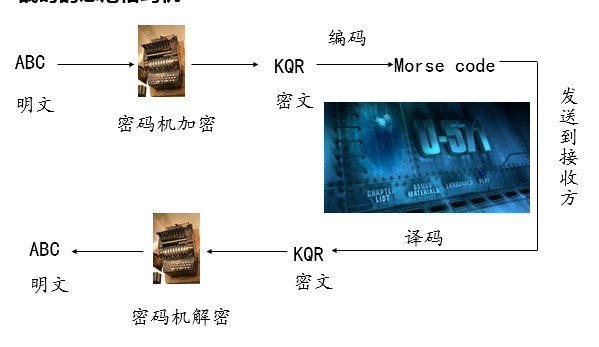 ABC
明文
密码机加密
KQR
密文
编码
Morse code
发送到接收方
U-571
CHAPTER LIST
BONUS MATERIALS
LANGUAGES
PLAY
译码
KQR
密文
密码机解密
ABC
明文